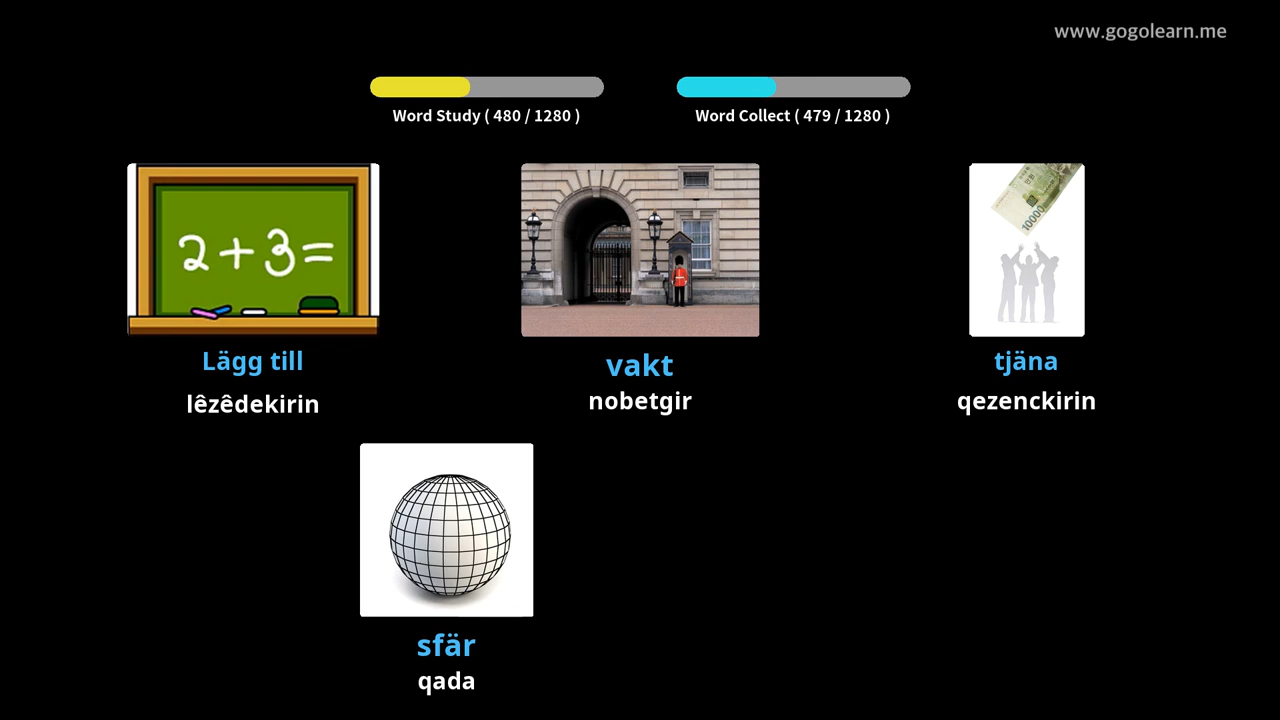 www.gogolearn.me
Word Study ( 480 / 1280 )
Word Collect ( 479 / 1280 )
2+3=
10000
Lägg till
vakt
tjäna
lêzêdekirin
nobetgir
qezenckirin
sfär
qada